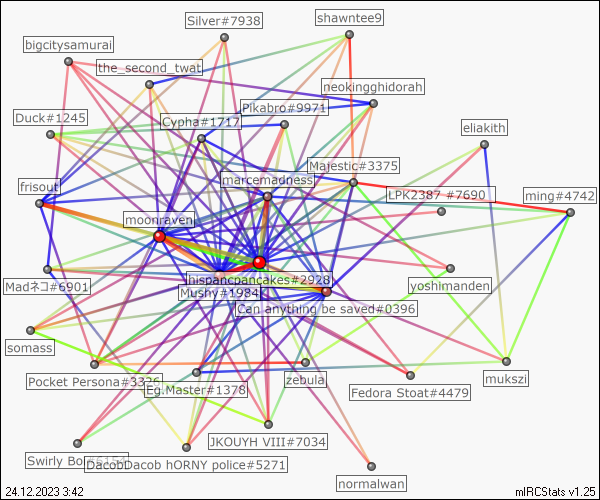 Silver#7938
shawntee9
bigcitysamurai
the_second_twat
neokingghidorah
Pikabro#9971
Duck#1245
Cypha#1717
eliakith
Majestic#3375
marcemadness
frisout
LPK2387 #7690
ming#4742
moonraven
hispancpancakes#2928
Madネコ#6901
yoshimanden
Mushy#1984
Can anything be saved#0396
somass
Pocket Persona#3326
Eg.Master#1378
zebula
mukszi
Fedora Stoat#4479
JKOUYH VIII#7034
Swirly
Dacob hORNY police#5271
normalwan
24.12.2023 3:42
mIRCStats v1.25